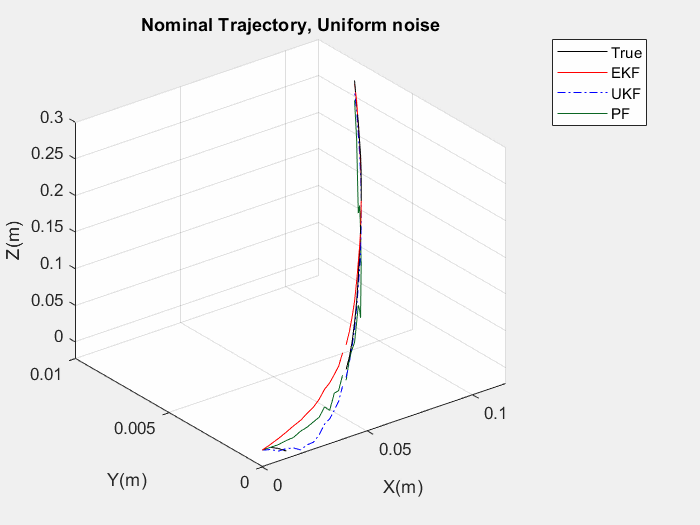 Nominal Trajectory, Uniform noise
True
EKF
UKF
PF
0.3
0.25
0.2
0.15
0.1
0.05
0
Z(m)
0.01
0.005
0
Y(m)
0
0.05
0.1
X(m)